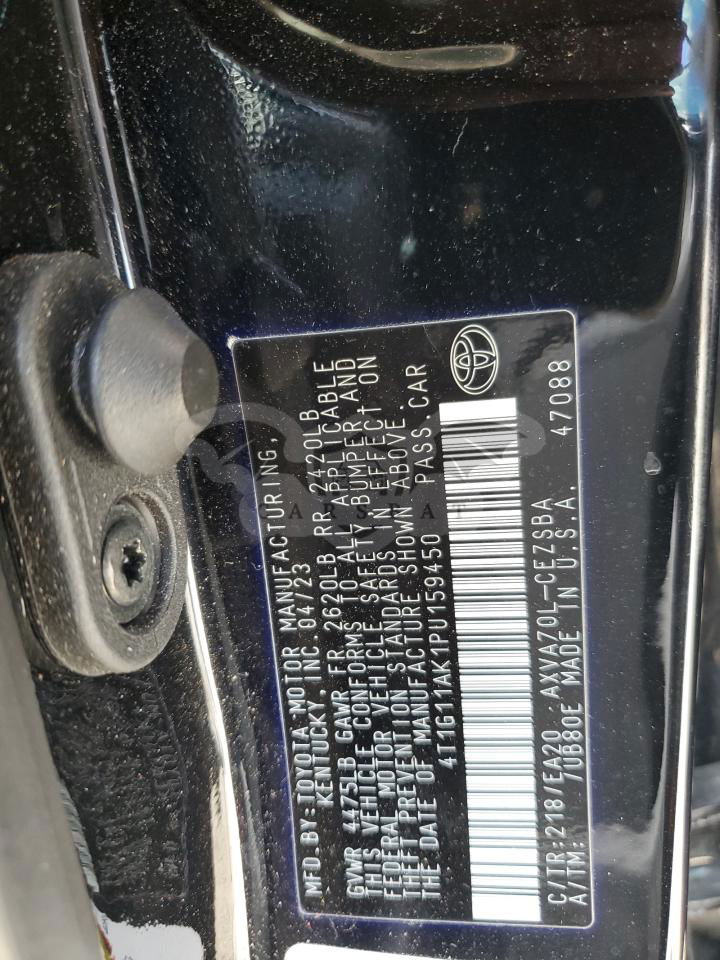 MFD.BY:TOYOTA MOTOR MANUFACTURING,
KENTUCKY, INC. 04/23
GVWR 4475LB GAWR FR 2620LB RR 2420LB
THIS VEHICLE CONFORMS TO ALL APPLICABLE
FEDERAL MOTOR VEHICLE SAFETY BUMPER AND
THEFT PREVENTION STANDARDS IN EFFECT ON
THE DATE OF MANUFACTURE SHOWN ABOVE.
4T1G11AK1PU159450 PASS.CAR
C/TR:218/EA20 AXVA70L-CEZSBA
A/TM: 7UB80E MADE IN U.S.A. 47088